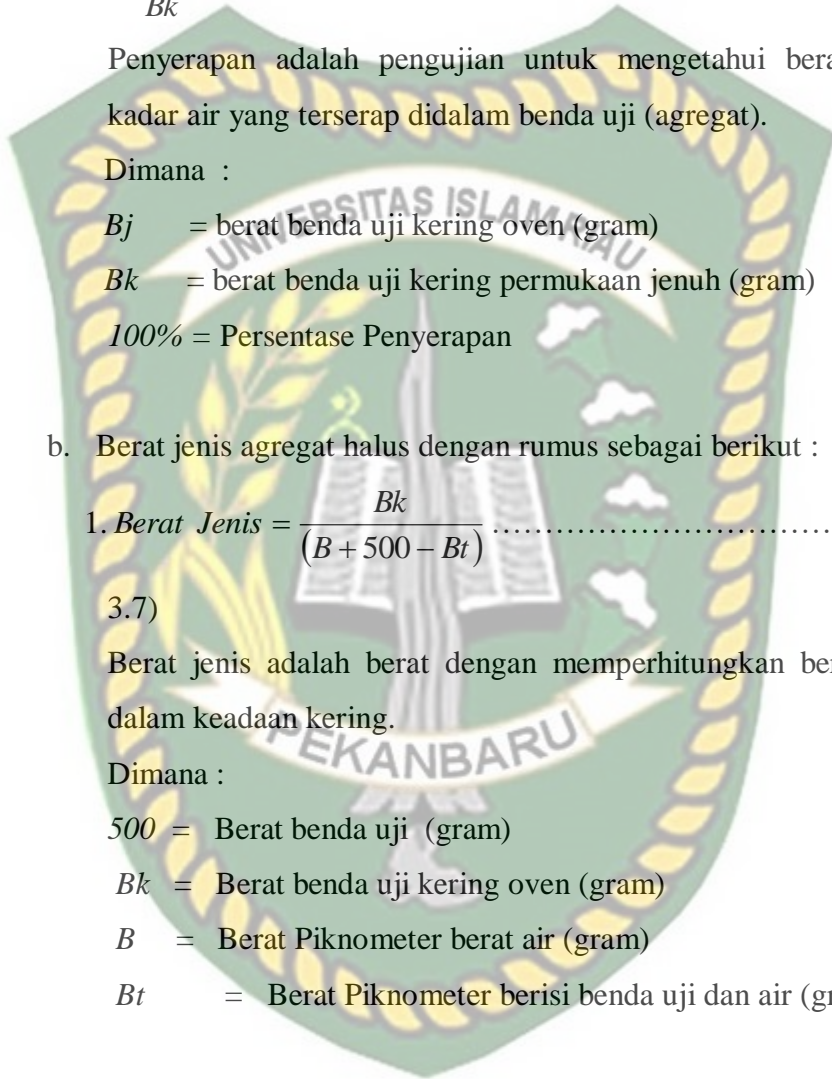 Bk
Penyerapan adalah pengujian untuk mengetahui
kadar air yang terserap didalam benda uji (agregat).
Dimana :
UNIVERSITAS ISLAM RIAU
Bj = berat benda uji kering oven (gram)
Bk = berat benda uji kering permukaan jenuh (gram)
100% = Persentase Penyerapan
b. Berat jenis agregat halus dengan rumus sebagai berikut :
1. Berat Jenis = Bk / (B + 500 − Bt) ................................
3.7)
Berat jenis adalah berat dengan memperhitungkan
dalam keadaan kering.
PEKANBARU
Dimana :
500 = Berat benda uji (gram)
Bk = Berat benda uji kering oven (gram)
B = Berat Piknometer berat air (gram)
Bt = Berat Piknometer berisi benda uji dan air